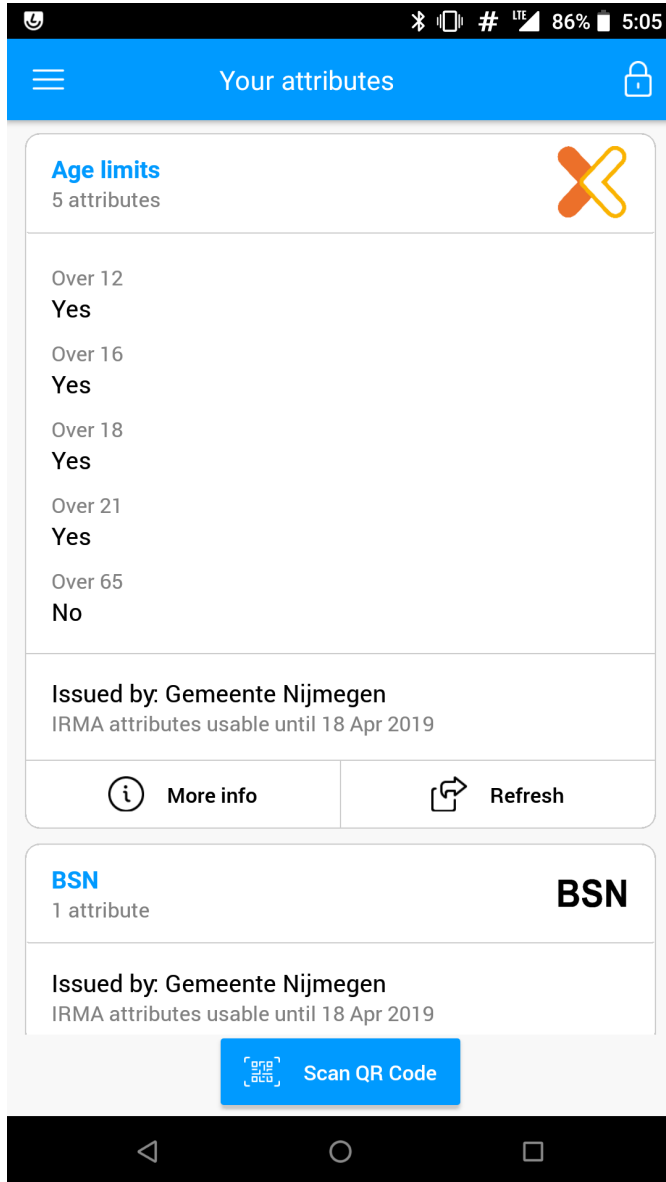 # LTE 86% 5:05
Your attributes
Age limits
5 attributes
Over 12
Yes
Over 16
Yes
Over 18
Yes
Over 21
Yes
Over 65
No
Issued by: Gemeente Nijmegen
IRMA attributes usable until 18 Apr 2019
i More info Refresh
BSN BSN
1 attribute
Issued by: Gemeente Nijmegen
IRMA attributes usable until 18 Apr 2019
Scan QR Code